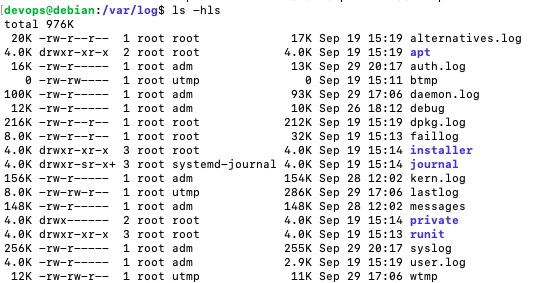 devops@debian:/var/log$ ls -hls
total 976K
 20K -rw-r--r--  1 root root             17K Sep 19 15:19 alternatives.log
4.0K drwxr-xr-x  2 root root            4.0K Sep 19 15:19 apt
 16K -rw-r-----  1 root adm              13K Sep 29 20:17 auth.log
   0 -rw-rw----  1 root utmp               0 Sep 19 15:11 btmp
100K -rw-r-----  1 root adm              93K Sep 29 17:06 daemon.log
 12K -rw-r-----  1 root adm              10K Sep 26 18:12 debug
216K -rw-r--r--  1 root root            212K Sep 19 15:19 dpkg.log
8.0K -rw-r--r--  1 root root             32K Sep 19 15:13 faillog
4.0K drwxr-xr-x  3 root root            4.0K Sep 19 15:14 installer
4.0K drwxr-sr-x+ 3 root systemd-journal 4.0K Sep 19 15:14 journal
156K -rw-r-----  1 root adm             154K Sep 28 12:02 kern.log
8.0K -rw-rw-r--  1 root utmp            286K Sep 29 17:06 lastlog
148K -rw-r-----  1 root adm             145K Sep 28 12:02 messages
4.0K drwx------  2 root root            4.0K Sep 19 15:14 private
4.0K drwxr-xr-x  3 root root            4.0K Sep 19 15:13 runit
256K -rw-r-----  1 root adm             255K Sep 29 20:17 syslog
4.0K -rw-r-----  1 root adm             2.9K Sep 19 15:19 user.log
 12K -rw-rw-r--  1 root utmp             11K Sep 29 17:06 wtmp